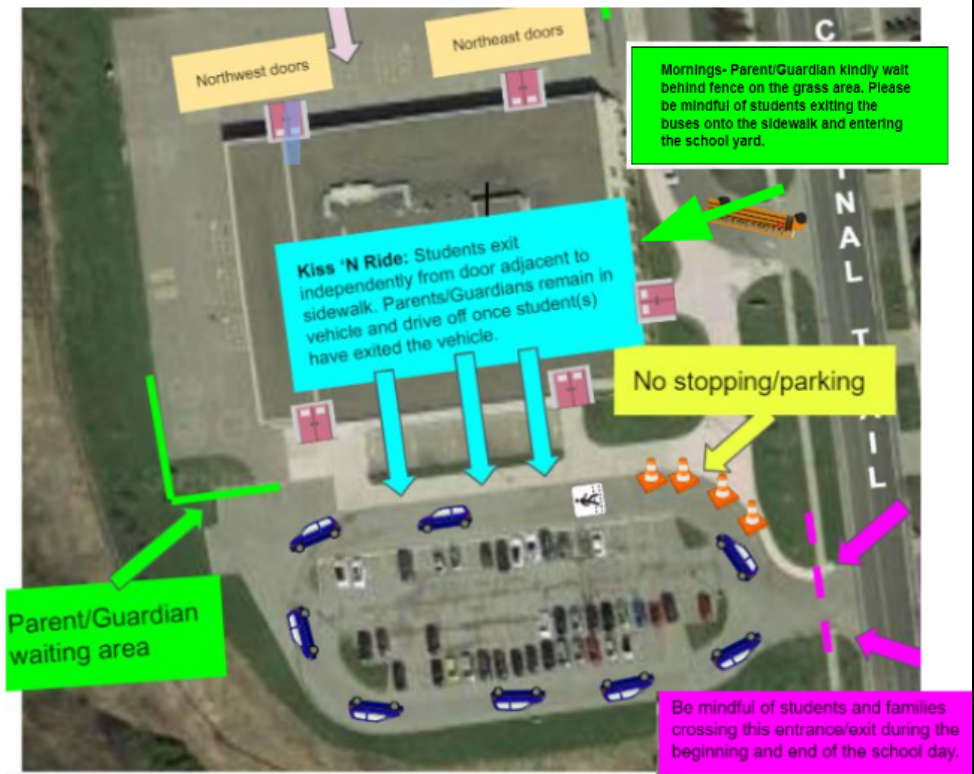 Northwest doors
Northeast doors
Mornings- Parent/Guardian kindly wait
behind fence on the grass area. Please
be mindful of students exiting the
buses onto the sidewalk and entering
the school yard.
C
INAL T
AIL
Kiss ‘N Ride: Students exit
independently from door adjacent to
sidewalk. Parents/Guardians remain in
vehicle and drive off once student(s)
have exited the vehicle.
No stopping/parking
Parent/Guardian
waiting area
Be mindful of students and families
crossing this entrance/exit during the
beginning and end of the school day.